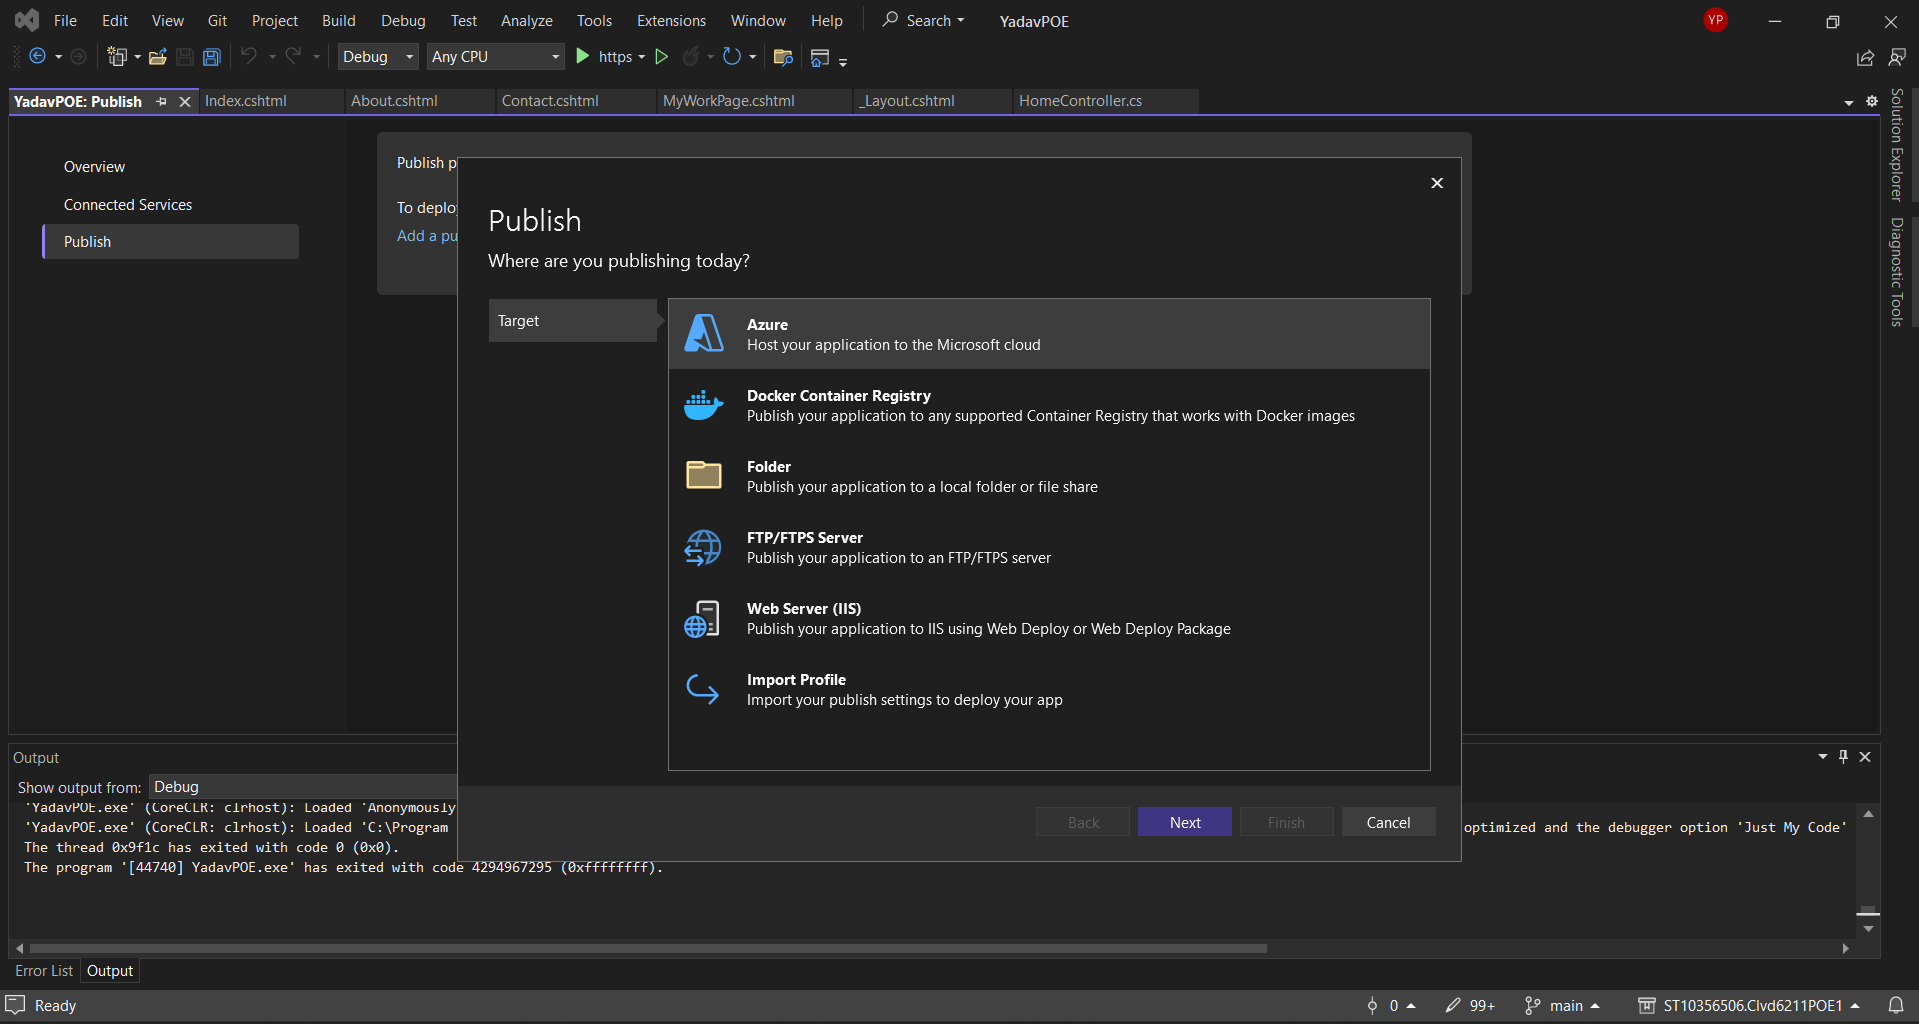 File Edit View Git Project Build Debug Test Analyze Tools Extensions Window Help Search YadavPOE YP
Debug Any CPU https
YadavPOE: Publish Index.cshtml About.cshtml Contact.cshtml MyWorkPage.cshtml _Layout.cshtml HomeController.cs
Solution Explorer
Diagnostic Tools
Overview
Connected Services
Publish
Publish p
To deplo
Add a pu
Publish
Where are you publishing today?
Target
Azure
Host your application to the Microsoft cloud
Docker Container Registry
Publish your application to any supported Container Registry that works with Docker images
Folder
Publish your application to a local folder or file share
FTP/FTPS Server
Publish your application to an FTP/FTPS server
Web Server (IIS)
Publish your application to IIS using Web Deploy or Web Deploy Package
Import Profile
Import your publish settings to deploy your app
Back Next Finish Cancel
Output
Show output from: Debug
'YadavPOE.exe' (CoreCLR: clrhost): Loaded 'Anonymously
'YadavPOE.exe' (CoreCLR: clrhost): Loaded 'C:\Program optimized and the debugger option 'Just My Code'
The thread 0x9f1c has exited with code 0 (0x0).
The program '[44740] YadavPOE.exe' has exited with code 4294967295 (0xffffffff).
Error List Output
Ready 0 99+ main ST10356506.Clvd6211POE1